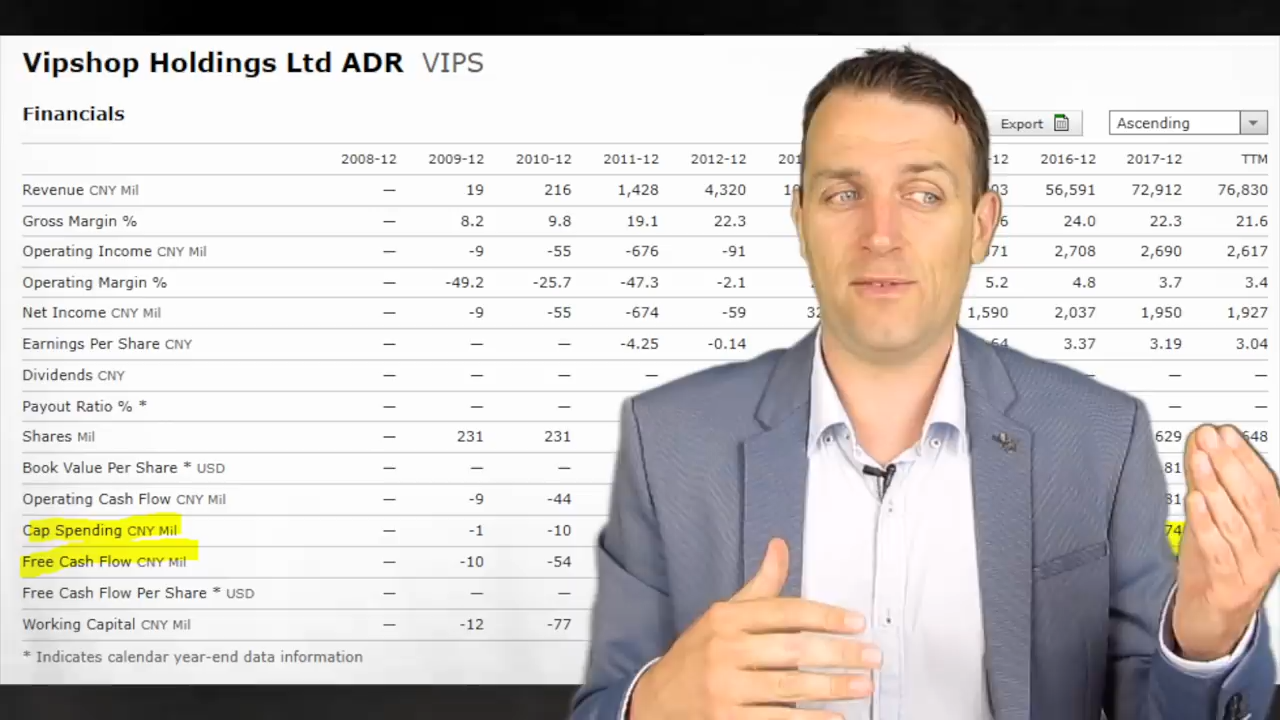 Vipshop Holdings Ltd ADR VIPS
Financials
Export Ascending
2008-12 2009-12 2010-12 2011-12 2012-12 2016-12 2017-12 TTM
Revenue CNY Mil — 19 216 1,428 4,320 56,591 72,912 76,830
Gross Margin % — 8.2 9.8 19.1 22.3 24.0 22.3 21.6
Operating Income CNY Mil — -9 -55 -676 -91 2,708 2,690 2,617
Operating Margin % — -49.2 -25.7 -47.3 -2.1 5.2 4.8 3.7 3.4
Net Income CNY Mil — -9 -55 -674 -59 1,590 2,037 1,950 1,927
Earnings Per Share CNY — — — -4.25 -0.14 3.37 3.19 3.04
Dividends CNY — — — — — —
Payout Ratio % * — — — — —
Shares Mil — 231 231
Book Value Per Share * USD — — —
Operating Cash Flow CNY Mil — -9 -44
Cap Spending CNY Mil — -1 -10
Free Cash Flow CNY Mil — -10 -54
Free Cash Flow Per Share * USD — — —
Working Capital CNY Mil — -12 -77
* Indicates calendar year-end data information